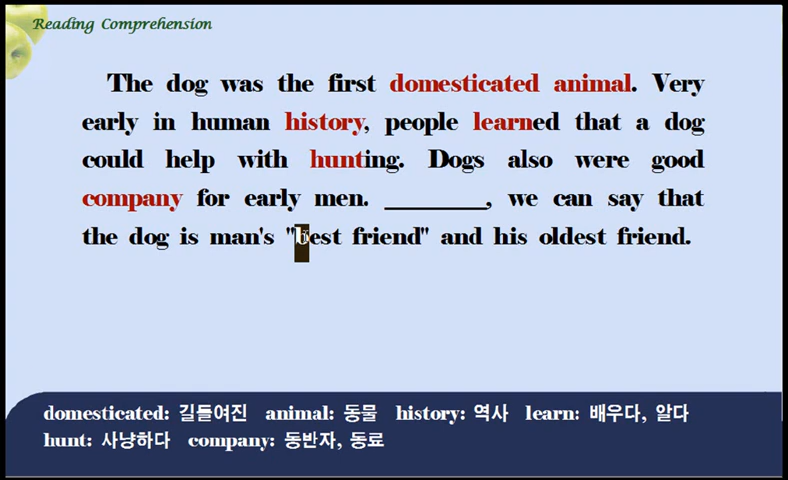 Reading Comprehension
The dog was the first domesticated animal. Very
early in human history, people learned that a dog
could help with hunting. Dogs also were good
company for early men. ________, we can say that
the dog is man's "best friend" and his oldest friend.
domesticated: 길들여진 animal: 동물 history: 역사 learn: 배우다, 알다
hunt: 사냥하다 company: 동반자, 동료